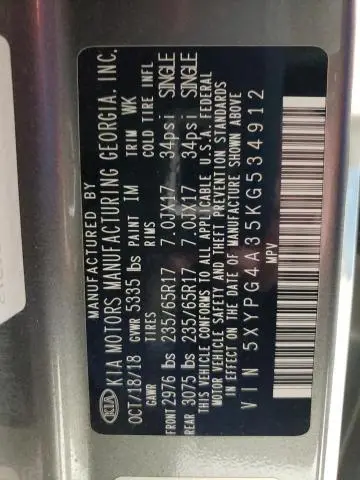 KIA
MANUFACTURED BY
KIA MOTORS MANUFACTURING GEORGIA, INC.
OCT/18/18 GVWR 5335 lbs PAINT IM TRIM WK
GAWR TIRES RIMS COLD TIRE INFL
FRONT 2976 lbs 235/65R17 7.0JX17 34psi SINGLE
REAR 3075 lbs 235/65R17 7.0JX17 34psi SINGLE
THIS VEHICLE CONFORMS TO ALL APPLICABLE U.S.A. FEDERAL
MOTOR VEHICLE SAFETY AND THEFT PREVENTION STANDARDS
IN EFFECT ON THE DATE OF MANUFACTURE SHOWN ABOVE
MPV
VIN 5XYPG4A35KG534912